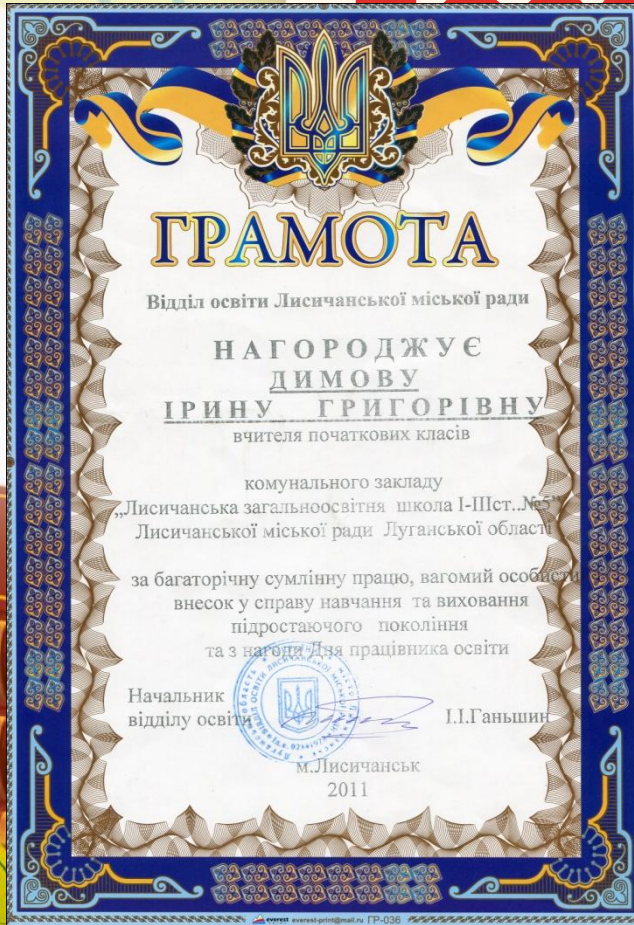 ГРАМОТА
Відділ освіти Лисичанської міської ради
НАГОРОДЖУЄ
ДИМОВУ
ІРИНУ ГРИГОРІВНУ
вчителя початкових класів
комунального закладу
„Лисичанська загальноосвітня школа І-ІІІст..№5”
Лисичанської міської ради Луганської області
за багаторічну сумлінну працю, вагомий особисти
внесок у справу навчання та виховання
підростаючого покоління
та з нагоди Дня працівника освіти
Начальник
відділу освіти І.І.Ганьшин
м.Лисичанськ
2011
everest everest-print@mail.ru ГР-036